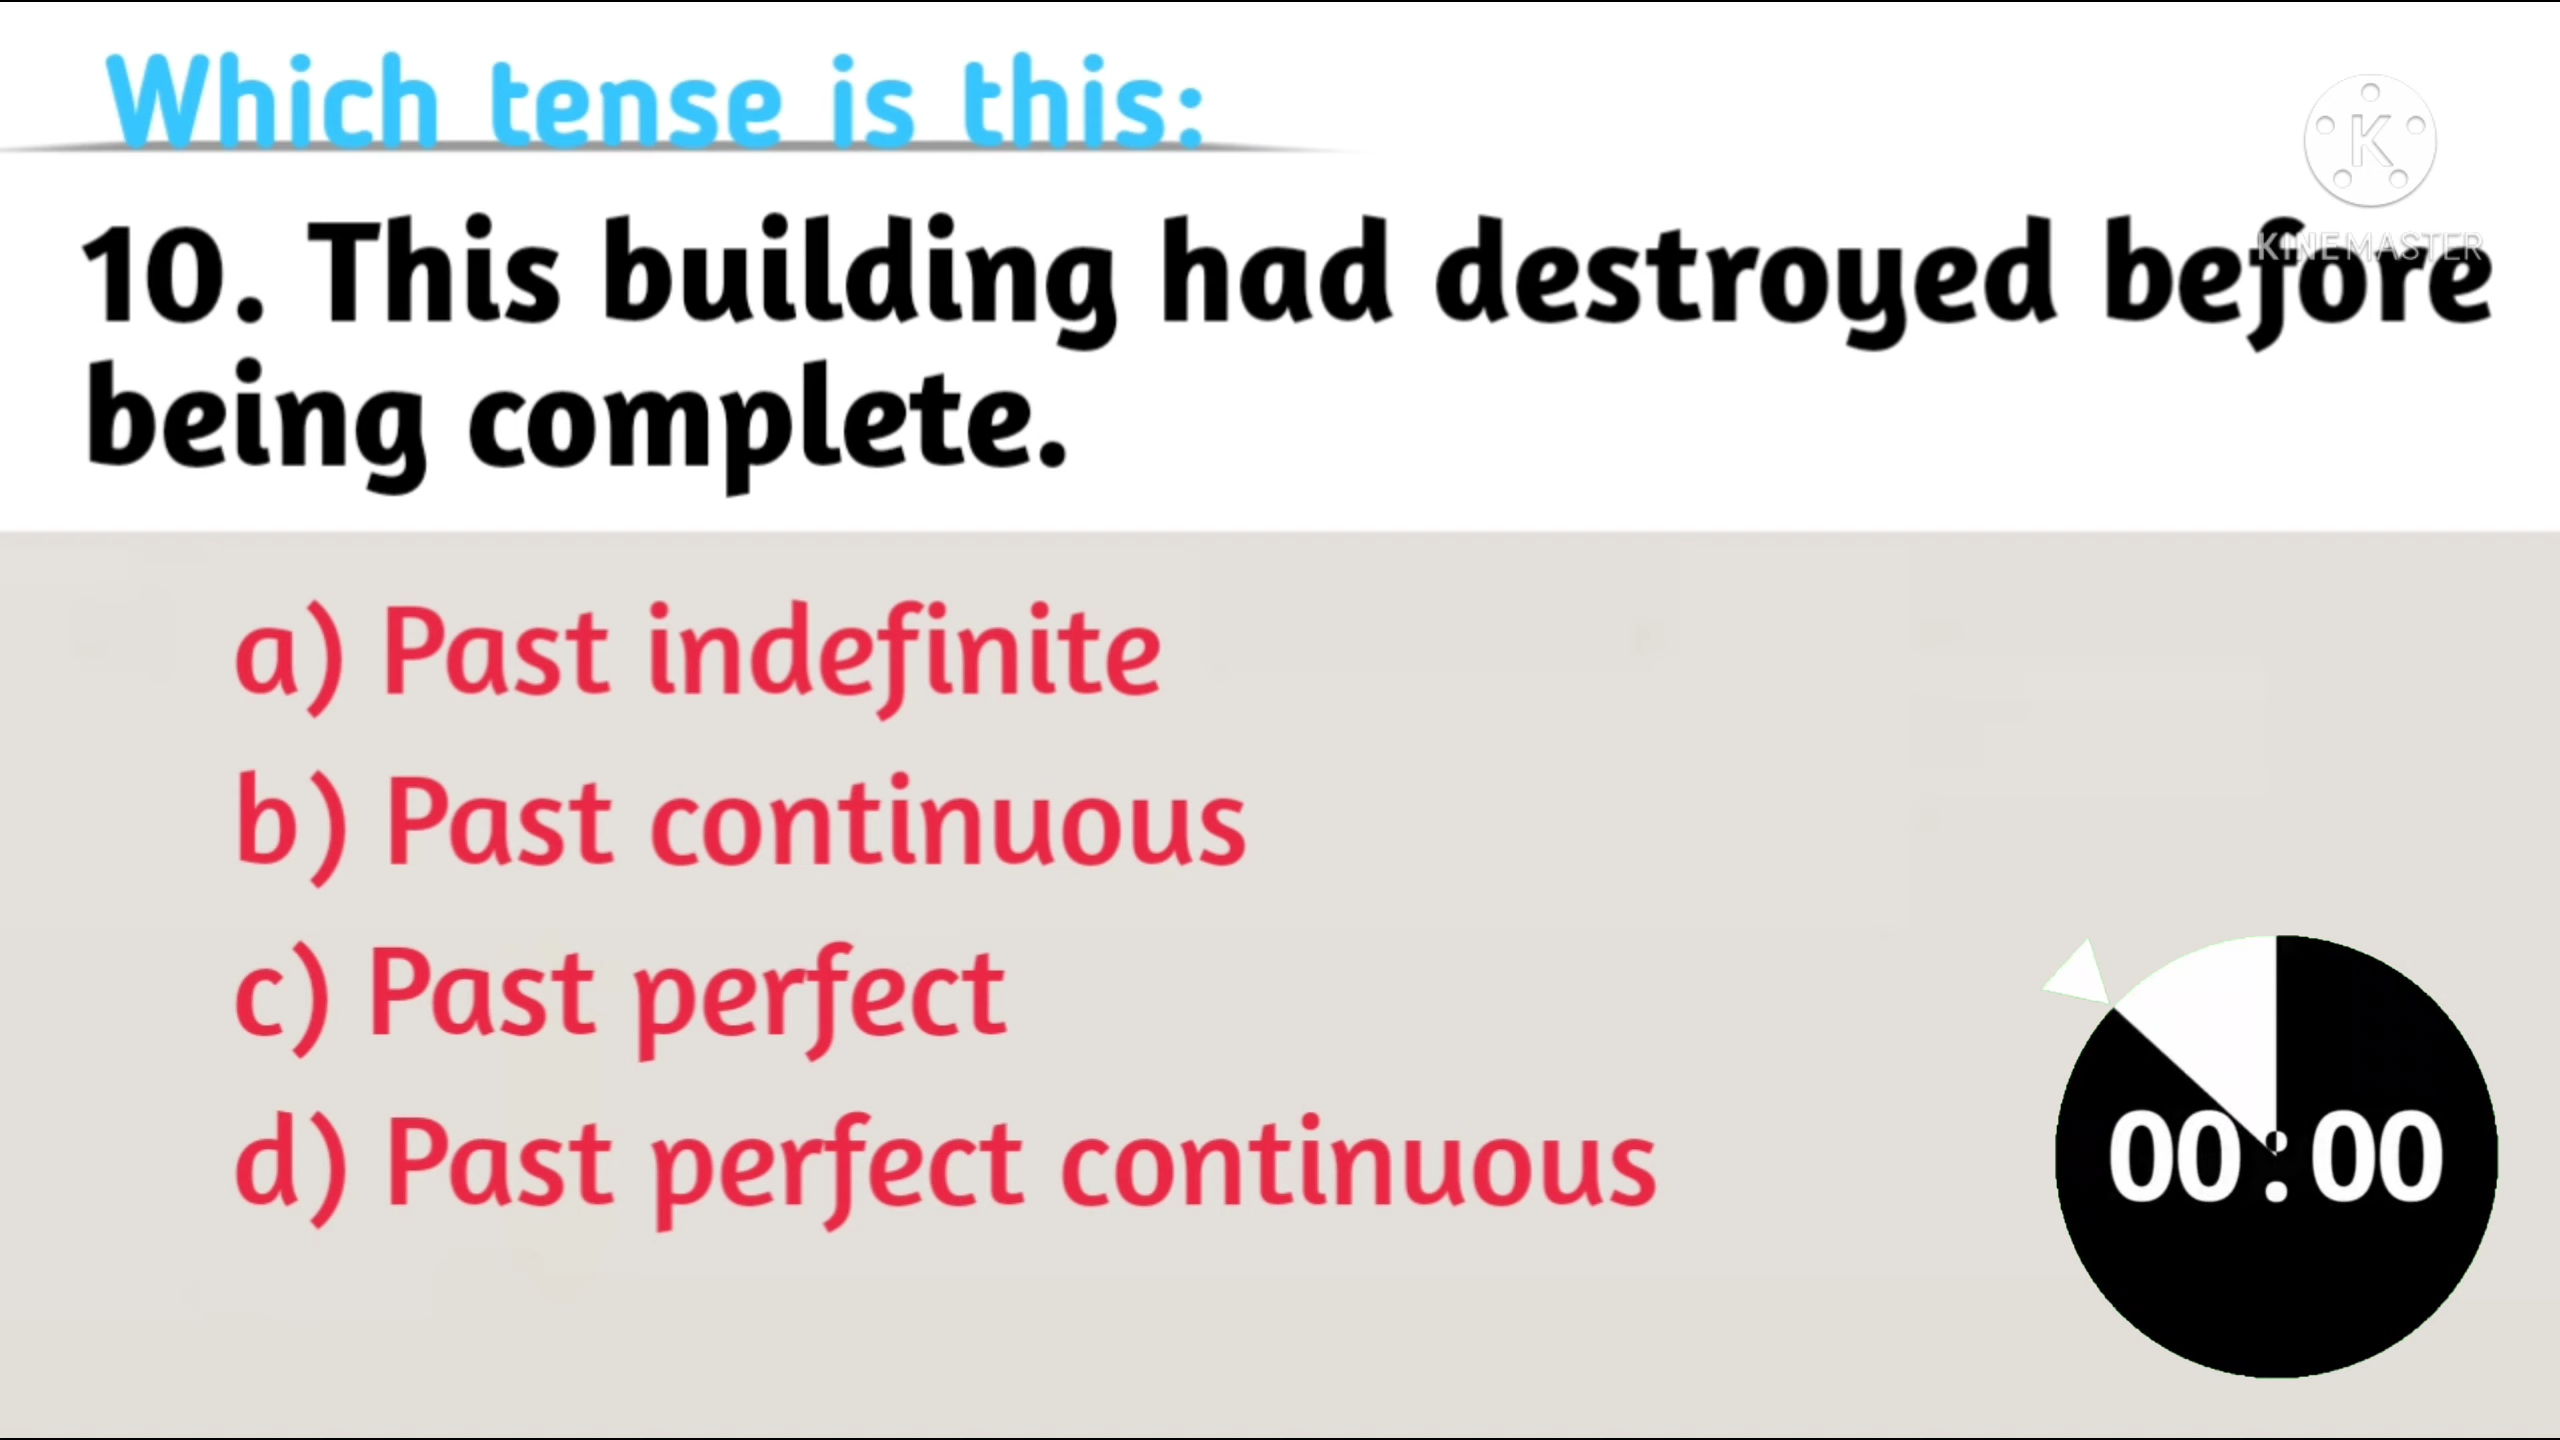 Which tense is this:
K
KINEMASTER
10. This building had destroyed before
being complete.
a) Past indefinite
b) Past continuous
c) Past perfect
d) Past perfect continuous
00:00